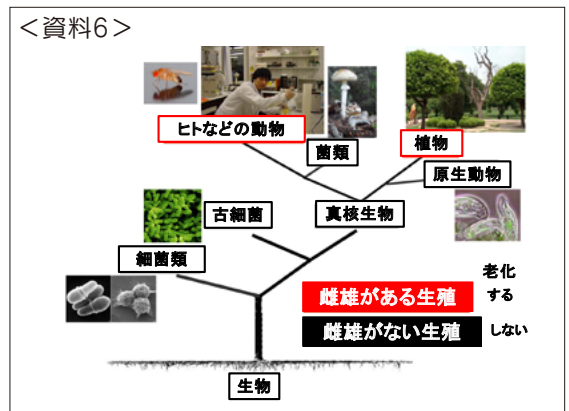 ＜資料6＞
ヒトなどの動物
菌類
植物
原生動物
古細菌
真核生物
細菌類
老化
雌雄がある生殖 する
雌雄がない生殖 しない
生物